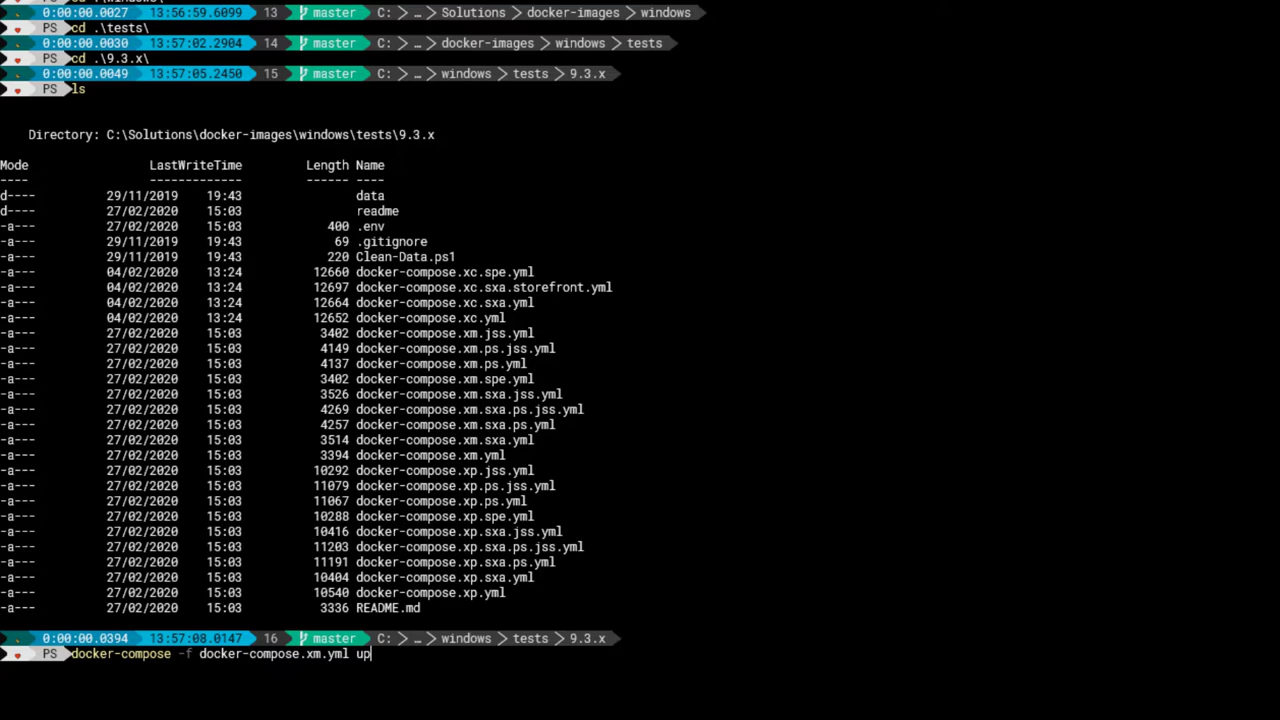 0:00:00.0027 13:56:59.6099 13 master C: … Solutions docker-images windows
PS cd .\tests\
0:00:00.0030 13:57:02.2904 14 master C: … docker-images windows tests
PS cd .\9.3.x\
0:00:00.0049 13:57:05.2450 15 master C: … windows tests 9.3.x
PS ls
Directory: C:\Solutions\docker-images\windows\tests\9.3.x
Mode LastWriteTime Length Name
---- ------------- ------ ----
d---- 29/11/2019 19:43 data
d---- 27/02/2020 15:03 readme
-a--- 27/02/2020 15:03 400 .env
-a--- 29/11/2019 19:43 69 .gitignore
-a--- 29/11/2019 19:43 220 Clean-Data.ps1
-a--- 04/02/2020 13:24 12660 docker-compose.xc.spe.yml
-a--- 04/02/2020 13:24 12697 docker-compose.xc.sxa.storefront.yml
-a--- 04/02/2020 13:24 12664 docker-compose.xc.sxa.yml
-a--- 04/02/2020 13:24 12652 docker-compose.xc.yml
-a--- 27/02/2020 15:03 3402 docker-compose.xm.jss.yml
-a--- 27/02/2020 15:03 4149 docker-compose.xm.ps.jss.yml
-a--- 27/02/2020 15:03 4137 docker-compose.xm.ps.yml
-a--- 27/02/2020 15:03 3402 docker-compose.xm.spe.yml
-a--- 27/02/2020 15:03 3526 docker-compose.xm.sxa.jss.yml
-a--- 27/02/2020 15:03 4269 docker-compose.xm.sxa.ps.jss.yml
-a--- 27/02/2020 15:03 4257 docker-compose.xm.sxa.ps.yml
-a--- 27/02/2020 15:03 3514 docker-compose.xm.sxa.yml
-a--- 27/02/2020 15:03 3394 docker-compose.xm.yml
-a--- 27/02/2020 15:03 10292 docker-compose.xp.jss.yml
-a--- 27/02/2020 15:03 11079 docker-compose.xp.ps.jss.yml
-a--- 27/02/2020 15:03 11067 docker-compose.xp.ps.yml
-a--- 27/02/2020 15:03 10288 docker-compose.xp.spe.yml
-a--- 27/02/2020 15:03 10416 docker-compose.xp.sxa.jss.yml
-a--- 27/02/2020 15:03 11203 docker-compose.xp.sxa.ps.jss.yml
-a--- 27/02/2020 15:03 11191 docker-compose.xp.sxa.ps.yml
-a--- 27/02/2020 15:03 10404 docker-compose.xp.sxa.yml
-a--- 27/02/2020 15:03 10540 docker-compose.xp.yml
-a--- 27/02/2020 15:03 3336 README.md
0:00:00.0394 13:57:08.0147 16 master C: … windows tests 9.3.x
PS docker-compose -f docker-compose.xm.yml up